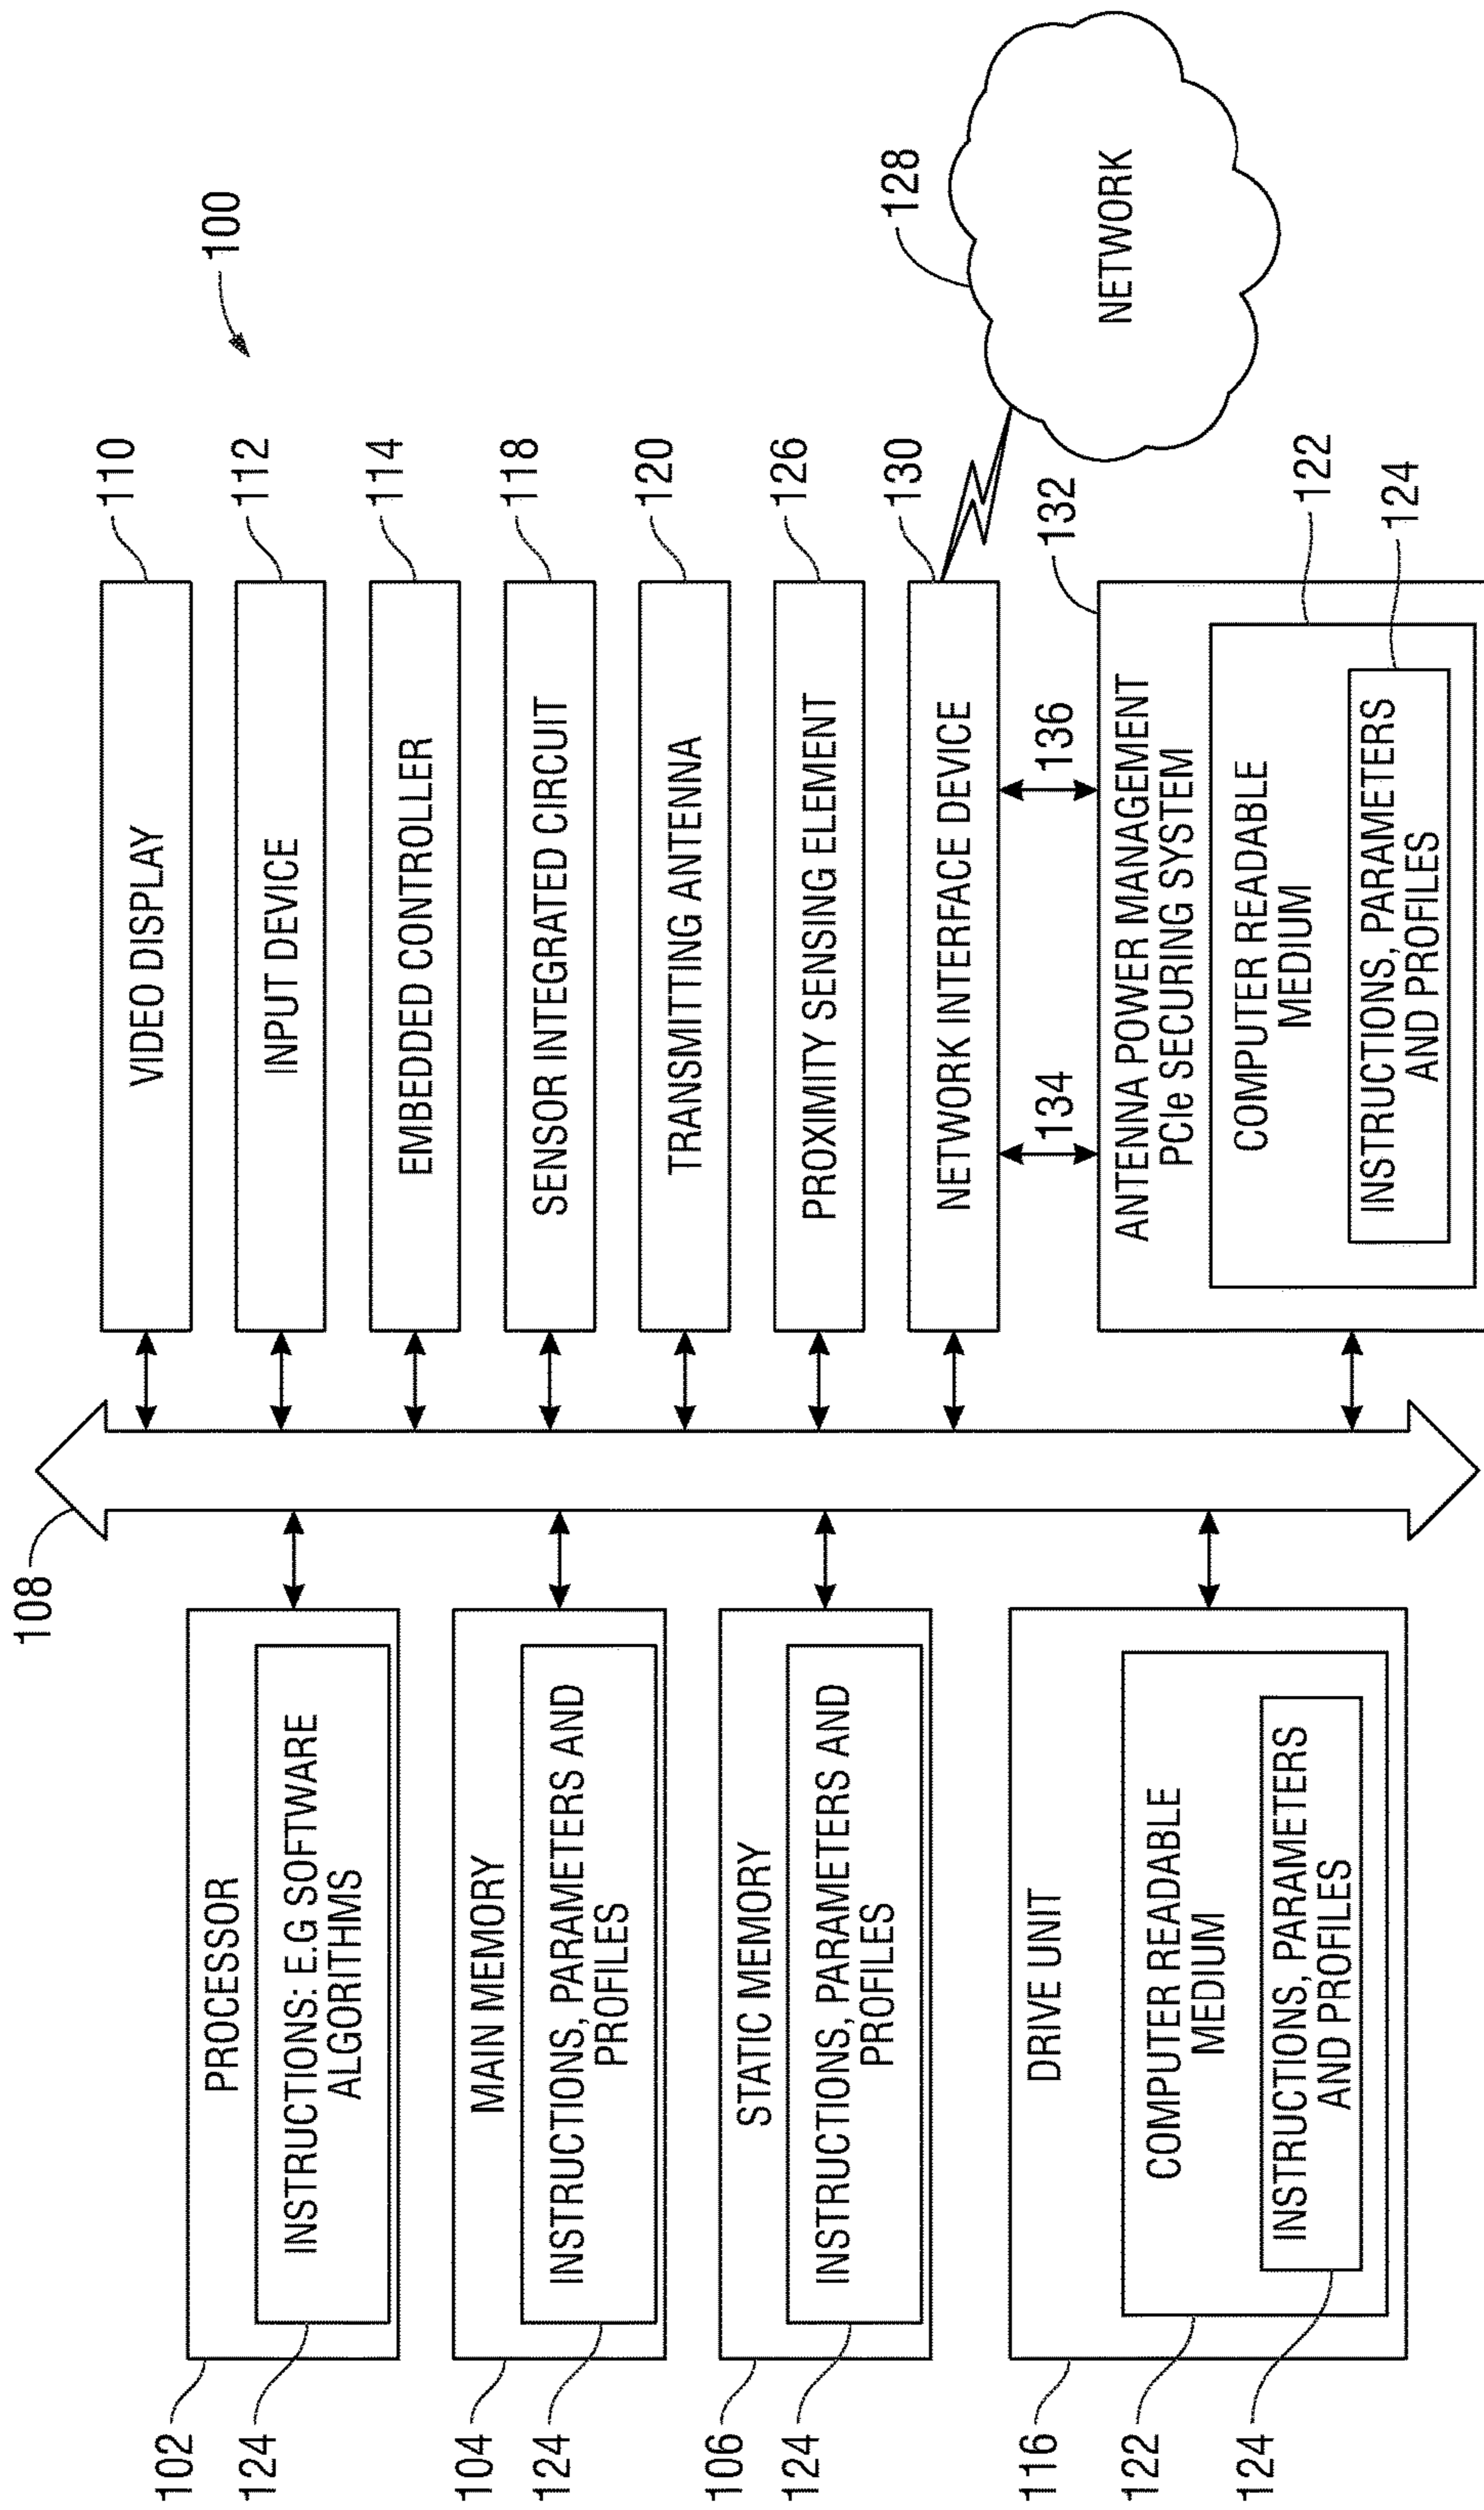 100
108
102
PROCESSOR
124
INSTRUCTIONS: E.G SOFTWARE
ALGORITHMS
104
MAIN MEMORY
124
INSTRUCTIONS, PARAMETERS AND
PROFILES
106
STATIC MEMORY
124
INSTRUCTIONS, PARAMETERS AND
PROFILES
116
DRIVE UNIT
122
COMPUTER READABLE
MEDIUM
124
INSTRUCTIONS, PARAMETERS
AND PROFILES
VIDEO DISPLAY
110
INPUT DEVICE
112
EMBEDDED CONTROLLER
114
SENSOR INTEGRATED CIRCUIT
118
TRANSMITTING ANTENNA
120
PROXIMITY SENSING ELEMENT
126
NETWORK INTERFACE DEVICE
130
128
NETWORK
134
136
132
ANTENNA POWER MANAGEMENT
PCIe SECURING SYSTEM
COMPUTER READABLE
MEDIUM
122
INSTRUCTIONS, PARAMETERS
AND PROFILES
124